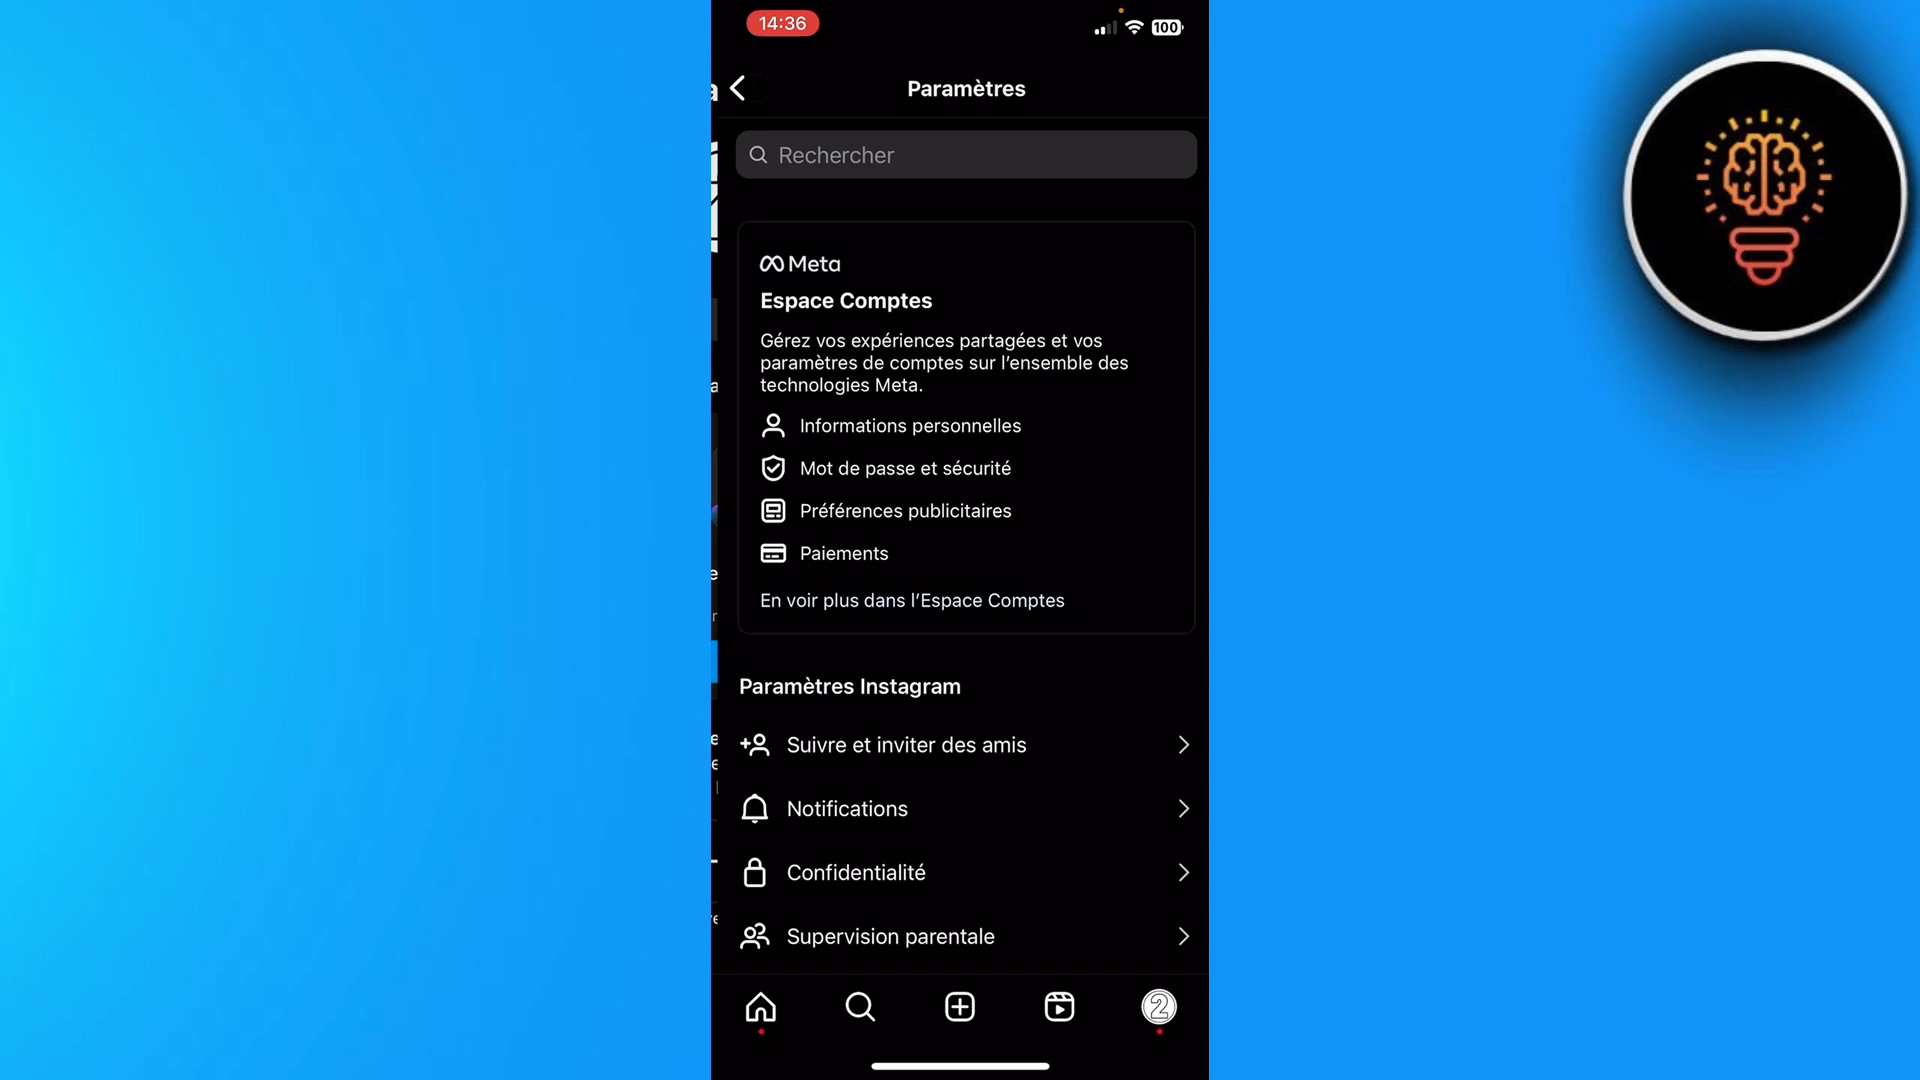 14:36
100
Paramètres
Rechercher
Meta
Espace Comptes
Gérez vos expériences partagées et vos
paramètres de comptes sur l’ensemble des
technologies Meta.
Informations personnelles
Mot de passe et sécurité
Préférences publicitaires
Paiements
En voir plus dans l’Espace Comptes
Paramètres Instagram
Suivre et inviter des amis
Notifications
Confidentialité
Supervision parentale
2